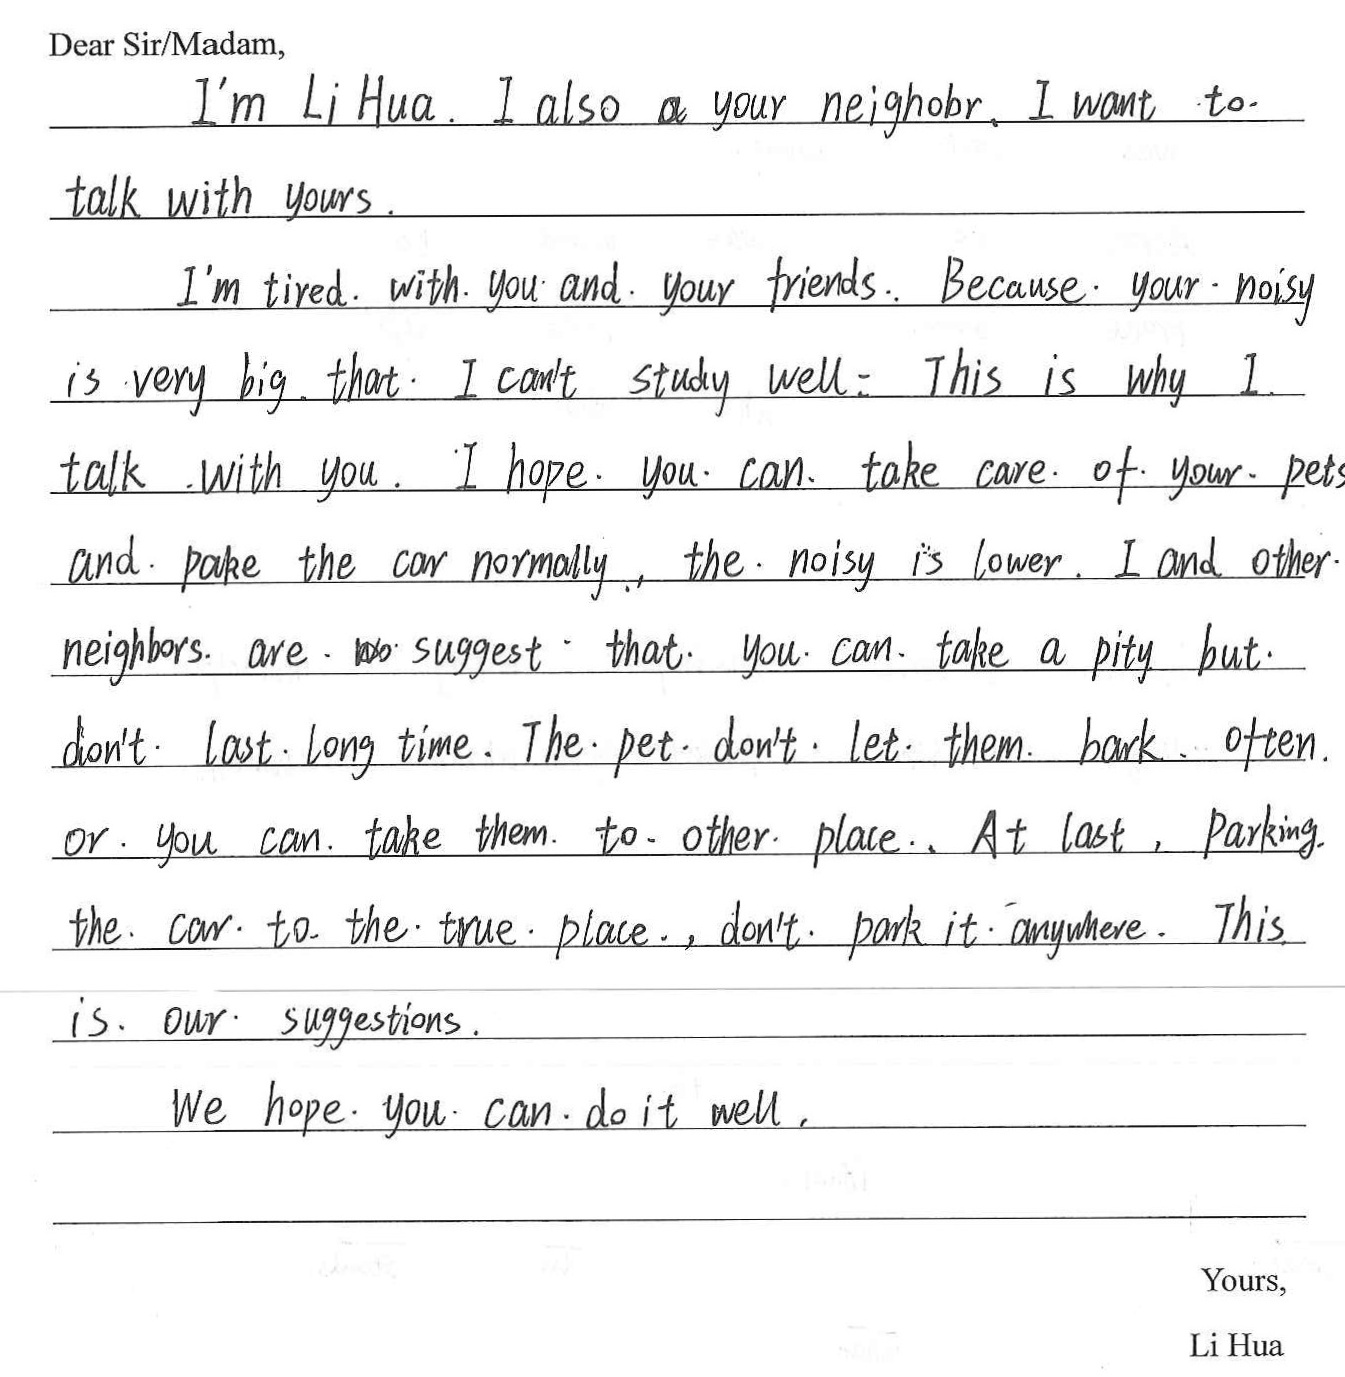 Dear Sir/Madam,
I'm Li Hua. I also a your neighobr. I want to
talk with yours.
I'm tired with you and your friends. Because your noisy
is very big that I can't study well. This is why I
talk with you. I hope you can take care of your pets
and pake the car normally, the noisy is lower. I and other
neighbors are suggest that you can take a pity but
don't last long time. The pet don't let them bark often.
or you can take them to other place. At last, Parking
the car to the true place, don't park it anywhere. This
is our suggestions.
We hope you can do it well.
Yours,
Li Hua